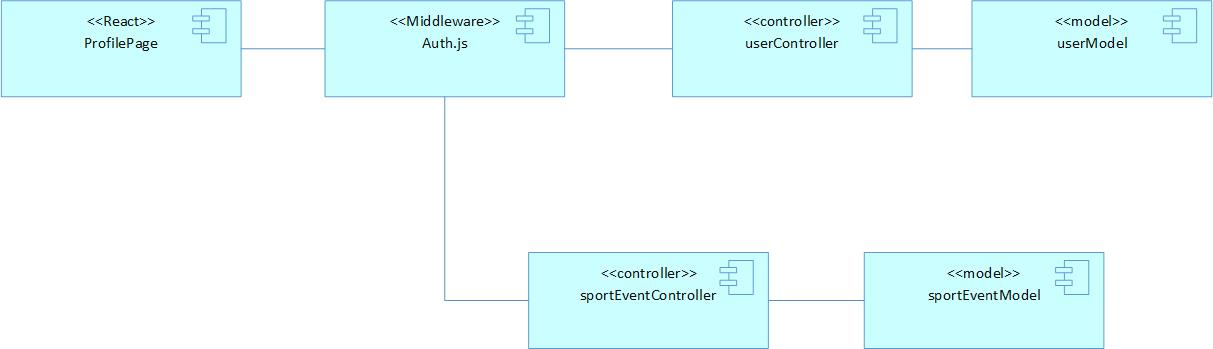 <<React>>
ProfilePage
<<Middleware>>
Auth.js
<<controller>>
userController
<<model>>
userModel
<<controller>>
sportEventController
<<model>>
sportEventModel